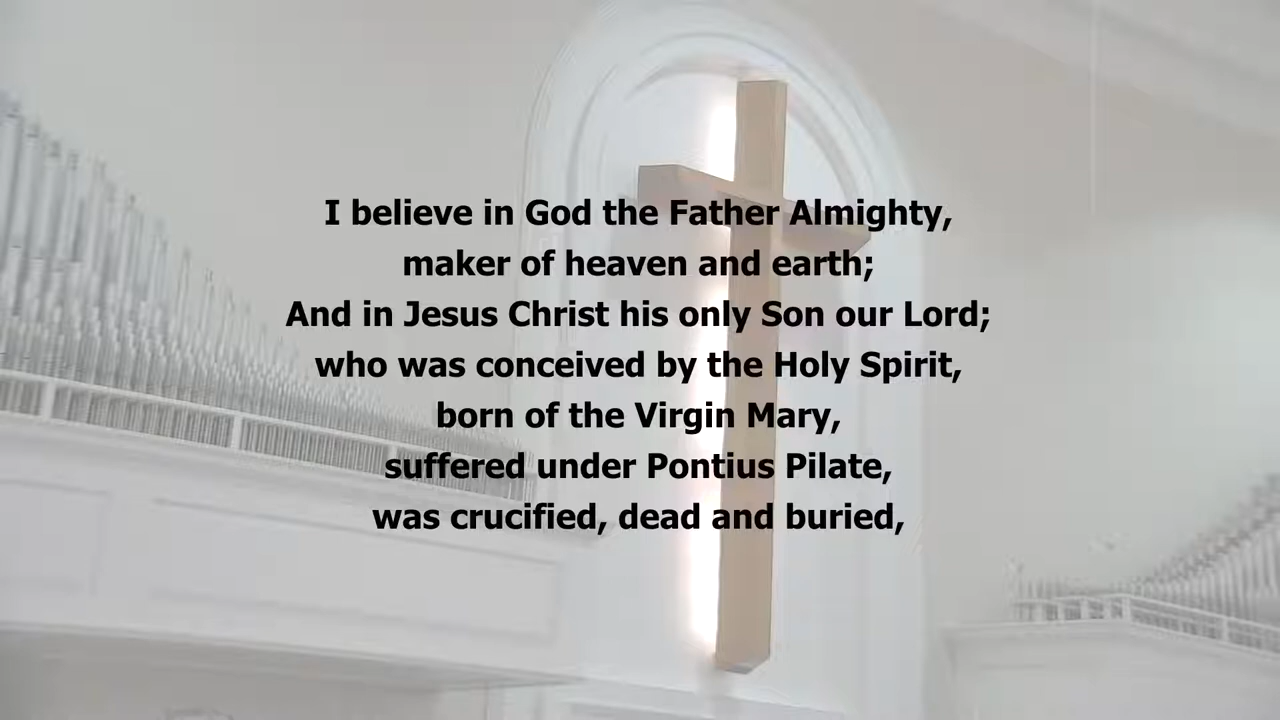 I believe in God the Father Almighty,
maker of heaven and earth;
And in Jesus Christ his only Son our Lord;
who was conceived by the Holy Spirit,
born of the Virgin Mary,
suffered under Pontius Pilate,
was crucified, dead and buried,